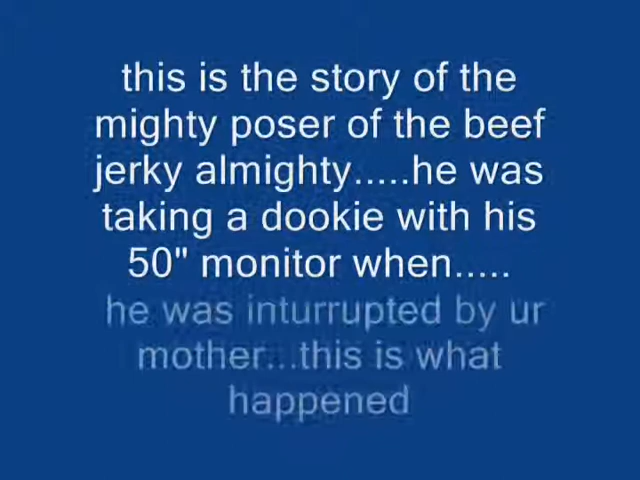 this is the story of the
mighty poser of the beef
jerky almighty.....he was
taking a dookie with his
50" monitor when.....
he was inturrupted by ur
mother...this is what
happened